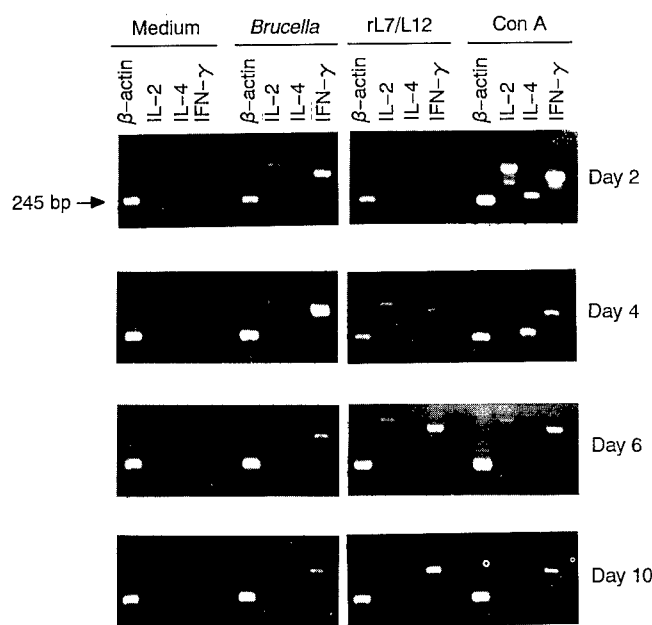 Medium Brucella rL7/L12 Con A
β-actin IL-2 IL-4 IFN-γ β-actin IL-2 IL-4 IFN-γ β-actin IL-2 IL-4 IFN-γ β-actin IL-2 IL-4 IFN-γ
Day 2
245 bp
Day 4
Day 6
Day 10